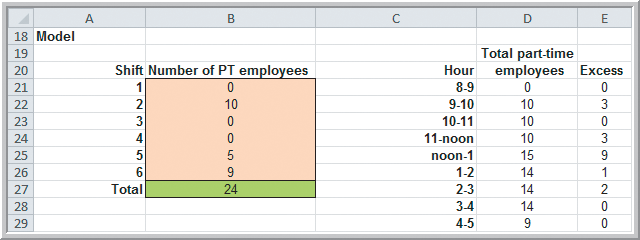 A B C D E
18 Model
19 Total part-time
20 Shift Number of PT employees Hour employees Excess
21 1 0 8-9 0 0
22 2 10 9-10 10 3
23 3 0 10-11 10 0
24 4 0 11-noon 10 3
25 5 5 noon-1 15 9
26 6 9 1-2 14 1
27 Total 24 2-3 14 2
28 3-4 14 0
29 4-5 9 0